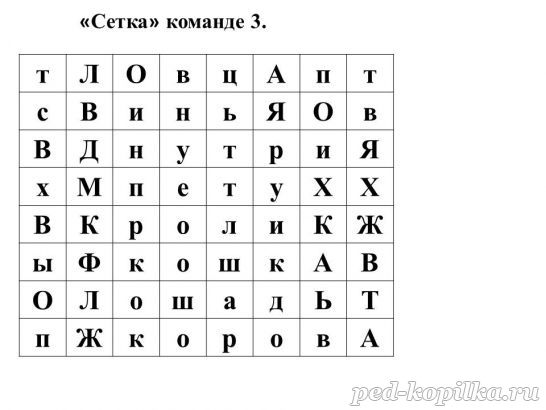 «Сетка» команде 3.
т Л О в ц А п т
с В и н ь Я О в
В Д н у т р и Я
х М п е т у Х Х
В К р о л и К Ж
ы Ф к о ш к А В
О Л о ш а д Ь Т
п Ж к о р о в А
ped-kopilka.ru